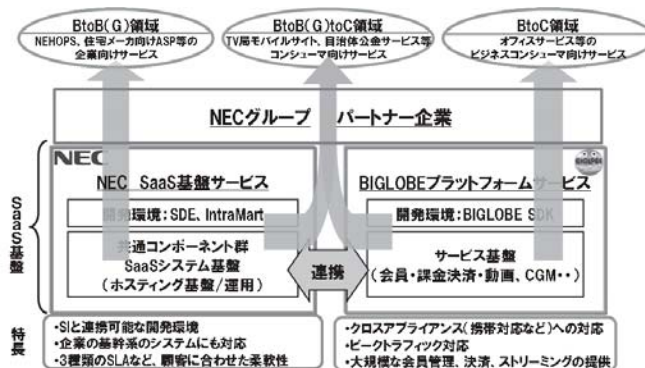 BtoB(G)領域
NEHOPS、住宅メーカ向けASP等の
企業向けサービス
BtoB(G)toC領域
TV局モバイルサイト、自治体公金サービス等
コンシューマ向けサービス
BtoC領域
オフィスサービス等の
ビジネスコンシューマ向けサービス
NECグループ パートナー企業
SaaS基盤
NEC
NEC SaaS基盤サービス
開発環境:SDE、IntraMart
共通コンポーネント群
SaaSシステム基盤
(ホスティング基盤/運用)
連携
BIGLOBE
BIGLOBEプラットフォームサービス
開発環境:BIGLOBE SDK
サービス基盤
(会員・課金決済・動画、CGM・・)
特長
・SIと連携可能な開発環境
・企業の基幹系のシステムにも対応
・3種類のSLAなど、顧客に合わせた柔軟性
・クロスアプライアンス(携帯対応など)への対応
・ピークトラフィック対応
・大規模な会員管理、決済、ストリーミングの提供